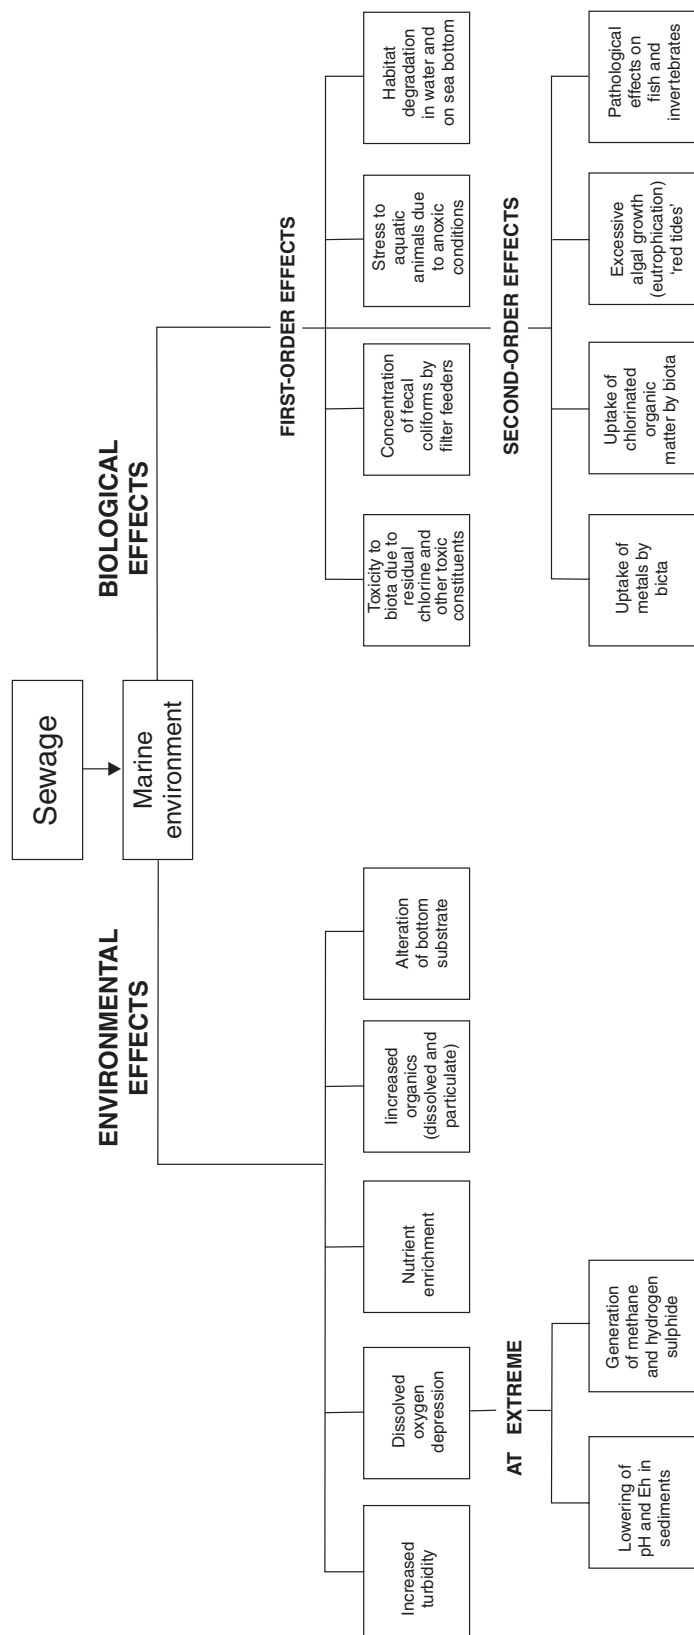 Sewage
Marine
environment
ENVIRONMENTAL
EFFECTS
BIOLOGICAL
EFFECTS
Increased
turbidity
Dissolved
oxygen
depression
Nutrient
enrichment
Iincreased
organics
(dissolved and
particulate)
Alteration
of bottom
substrate
AT EXTREME
Lowering of
pH and Eh in
sediments
Generation
of methane
and hydrogen
sulphide
FIRST-ORDER EFFECTS
Toxicity to
biota due to
residual
chlorine and
other toxic
constituents
Concentration
of fecal
coliforms by
filter feeders
Stress to
aquatic
animals due
to anoxic
conditions
Habitat
degradation
in water and
on sea bottom
SECOND-ORDER EFFECTS
Uptake of
metals by
bicta
Uptake of
chlorinated
organic
matter by biota
Excessive
algal growth
(eutrophication)
‘red tides’
Pathological
effects on
fish and
invertebrates